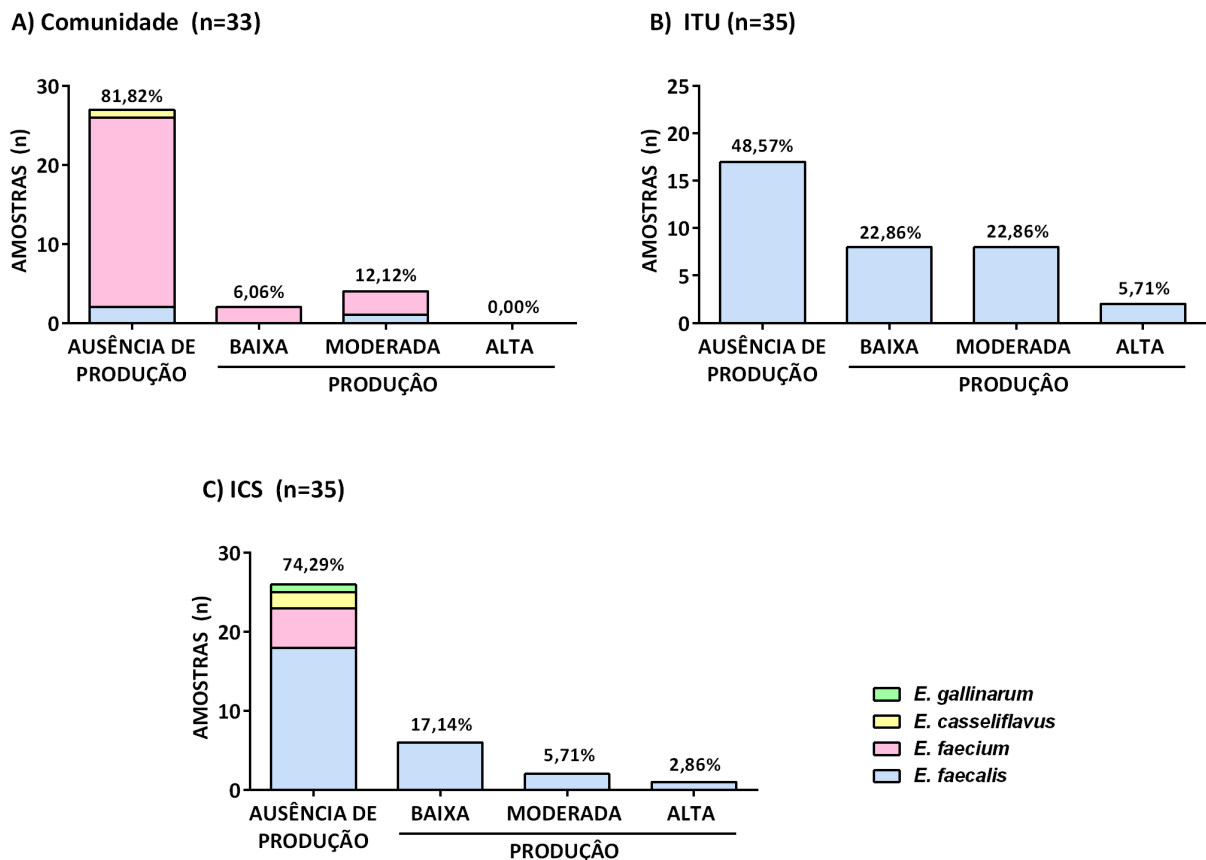 A) Comunidade (n=33)
AMOSTRAS (n)
30
20
10
0
81,82%
6,06%
12,12%
0,00%
AUSÊNCIA DE
PRODUÇÃO
BAIXA
MODERADA
ALTA
PRODUÇÂO
B) ITU (n=35)
AMOSTRAS (n)
25
20
15
10
5
0
48,57%
22,86%
22,86%
5,71%
AUSÊNCIA DE
PRODUÇÃO
BAIXA
MODERADA
ALTA
PRODUÇÂO
C) ICS (n=35)
AMOSTRAS (n)
30
20
10
0
74,29%
17,14%
5,71%
2,86%
AUSÊNCIA DE
PRODUÇÃO
BAIXA
MODERADA
ALTA
PRODUÇÂO
E. gallinarum
E. casseliflavus
E. faecium
E. faecalis